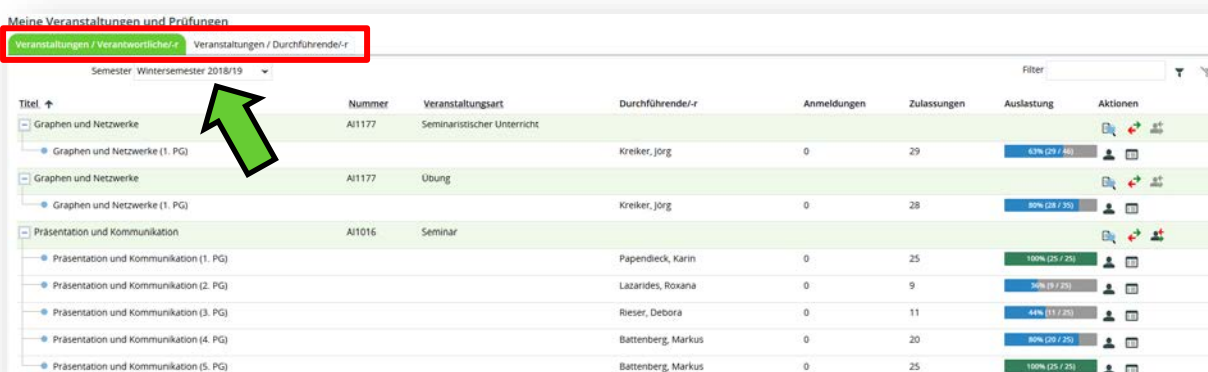 Meine Veranstaltungen und Prüfungen
Veranstaltungen / Verantwortliche/-r Veranstaltungen / Durchführende/-r
Semester Wintersemester 2018/19 Filter
Titel Nummer Veranstaltungsart Durchführende/-r Anmeldungen Zulassungen Auslastung Aktionen
Graphen und Netzwerke AI1177 Seminaristischer Unterricht
Graphen und Netzwerke (1. PG) Kreiker, Jörg 0 29 63% (29 / 46)
Graphen und Netzwerke AI1177 Übung
Graphen und Netzwerke (1. PG) Kreiker, Jörg 0 28 80% (28 / 35)
Präsentation und Kommunikation AI1016 Seminar
Präsentation und Kommunikation (1. PG) Papendieck, Karin 0 25 100% (25 / 25)
Präsentation und Kommunikation (2. PG) Lazarides, Roxana 0 9 36% (9 / 25)
Präsentation und Kommunikation (3. PG) Rieser, Debora 0 11 44% (11 / 25)
Präsentation und Kommunikation (4. PG) Battenberg, Markus 0 20 80% (20 / 25)
Präsentation und Kommunikation (5. PG) Battenberg, Markus 0 25 100% (25 / 25)